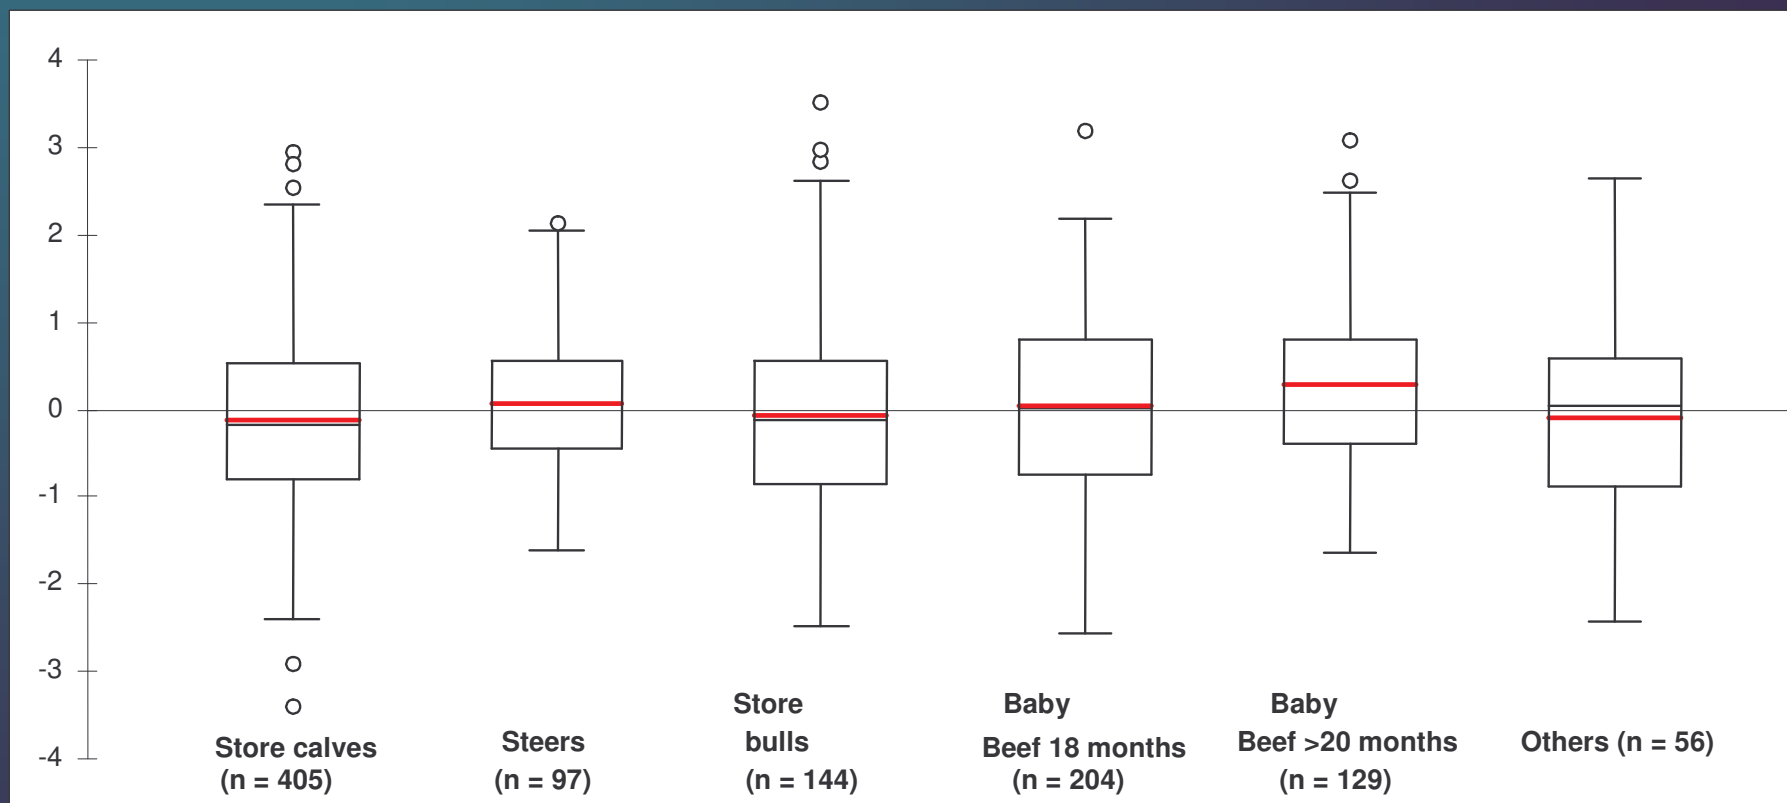 4
3
2
1
0
-1
-2
-3
-4
Store calves
(n = 405)
Steers
(n = 97)
Store
bulls
(n = 144)
Baby
Beef 18 months
(n = 204)
Baby
Beef >20 months
(n = 129)
Others (n = 56)